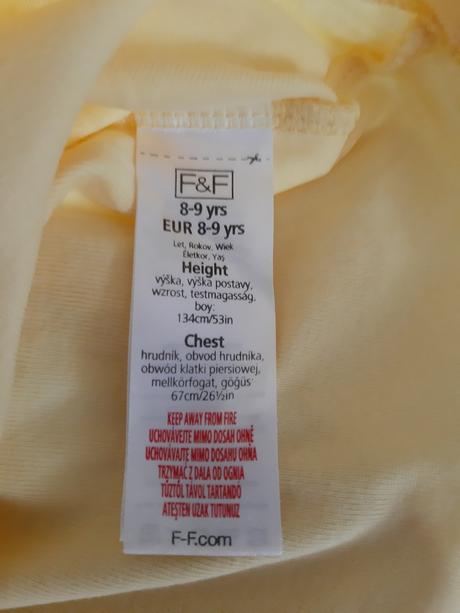 F&F
8-9 yrs
EUR 8-9 yrs
Let, Rokov, Wiek
Életkor, Yaş
Height
výška, výška postavy,
wzrost, testmagasság,
boy:
134cm/53in
Chest
hrudník, obvod hrudníka,
obwód klatki piersiowej,
mellkörfogat, göğüs
67cm/26½in
KEEP AWAY FROM FIRE
UCHOVÁVEJTE MIMO DOSAH OHNĚ
UCHOVÁVAJTE MIMO DOSAHU OHŇA
TRZYMAĆ Z DALA OD OGNIA
TŰZTŐL TÁVOL TARTANDÓ
ATEŞTEN UZAK TUTUNUZ
F-F.com